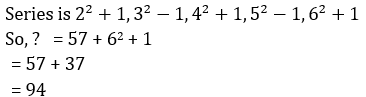 Series is 2² + 1, 3² − 1, 4² + 1, 5² − 1, 6² + 1
So, ? = 57 + 6² + 1
= 57 + 37
= 94